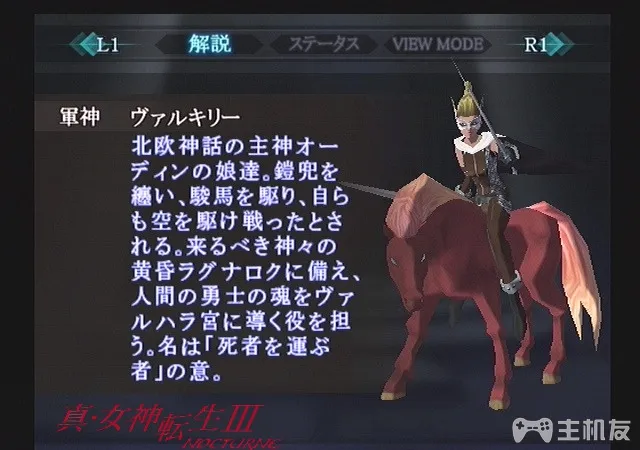 L1 解説 ステータス VIEW MODE R1
軍神 ヴァルキリー
北欧神話の主神オー
ディンの娘達。鎧兜を
纏い、駿馬を駆り、自ら
も空を駆け戦ったとさ
れる。来るべき神々の
黄昏ラグナロクに備え、
人間の勇士の魂をヴァ
ルハラ宮に導く役を担
う。名は「死者を運ぶ
者」の意。
真・女神転生III
NOCTURNE
主机友